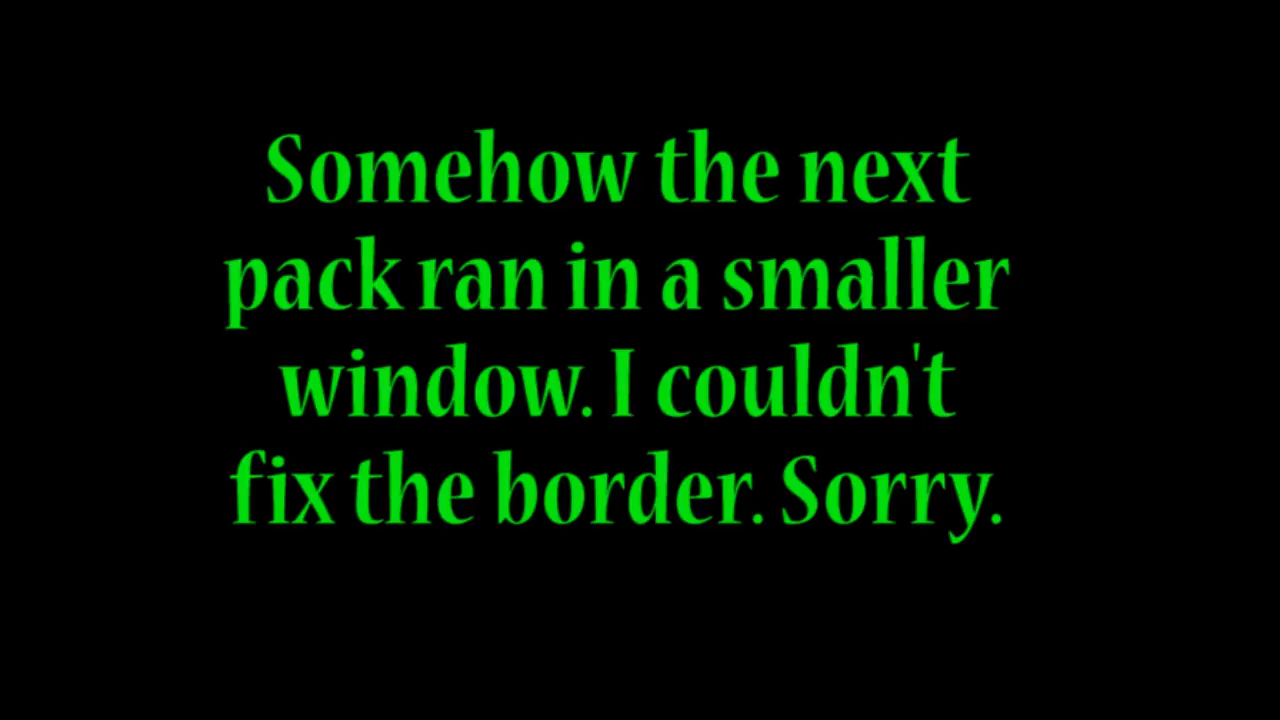 Somehow the next
pack ran in a smaller
window. I couldn't
fix the border. Sorry.